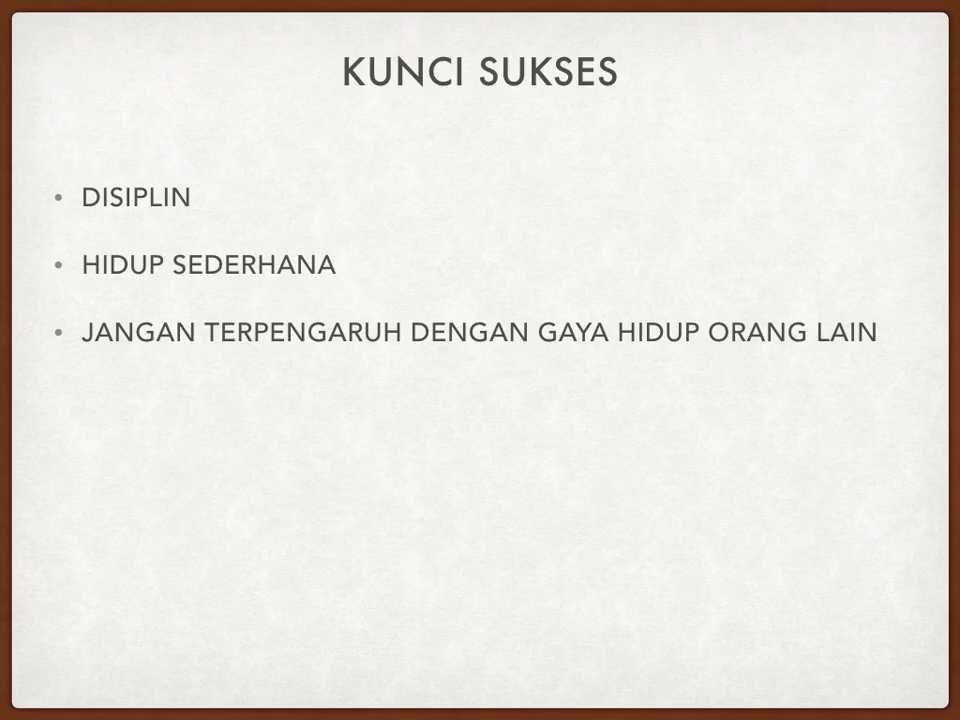 KUNCI SUKSES
• DISIPLIN
• HIDUP SEDERHANA
• JANGAN TERPENGARUH DENGAN GAYA HIDUP ORANG LAIN